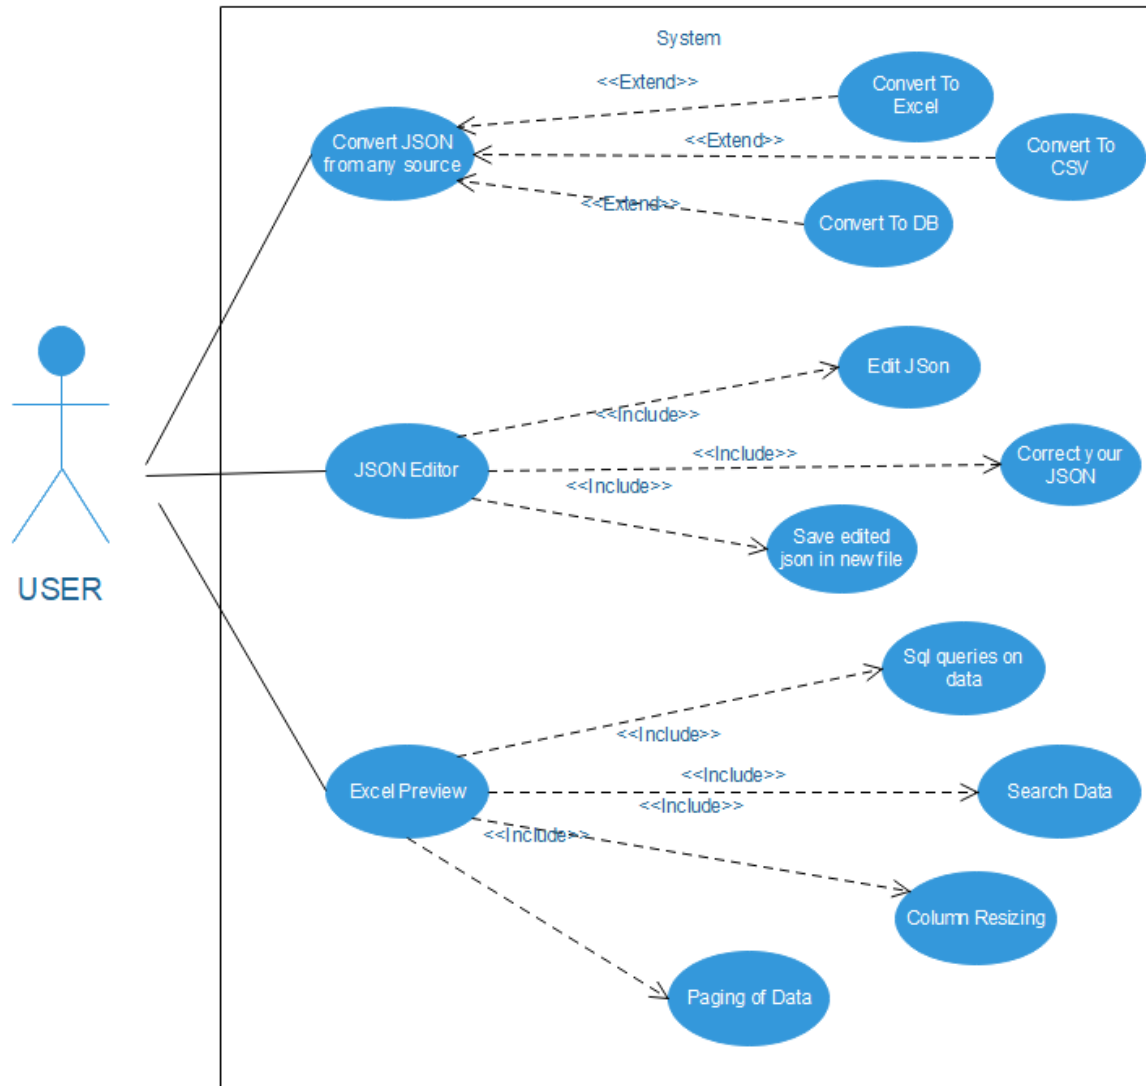 System
<<Extend>>
Convert To
Excel
Convert JSON
from any source
<<Extend>>
Convert To
CSV
<<Extend>>
Convert To DB
Edit JSon
<<Include>>
JSON Editor
<<Include>>
Correct your
JSON
<<Include>>
Save edited
json in new file
USER
Sql queries on
data
<<Include>>
Excel Preview
<<Include>>
Search Data
<<Include>>
<<Include>>
Column Resizing
Paging of Data